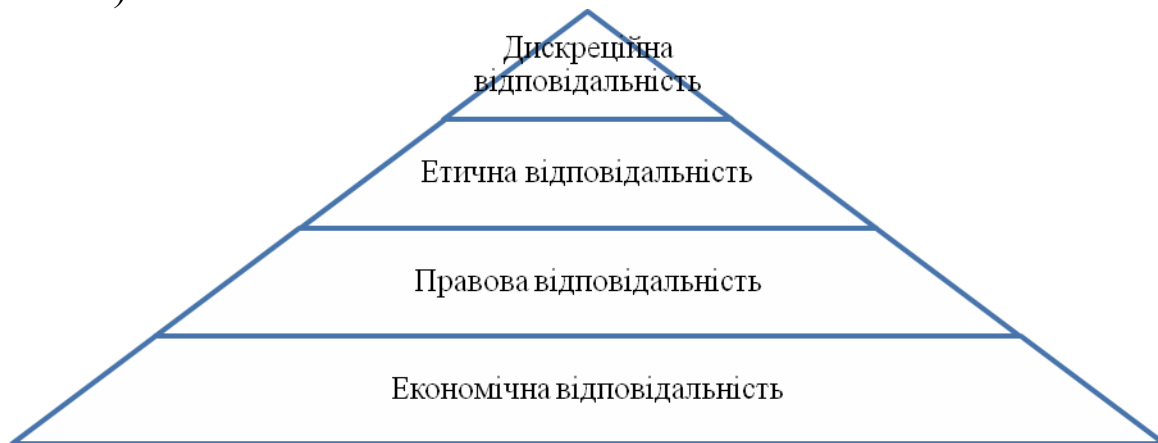 )
Дискреційна
відповідальність
Етична відповідальність
Правова відповідальність
Економічна відповідальність